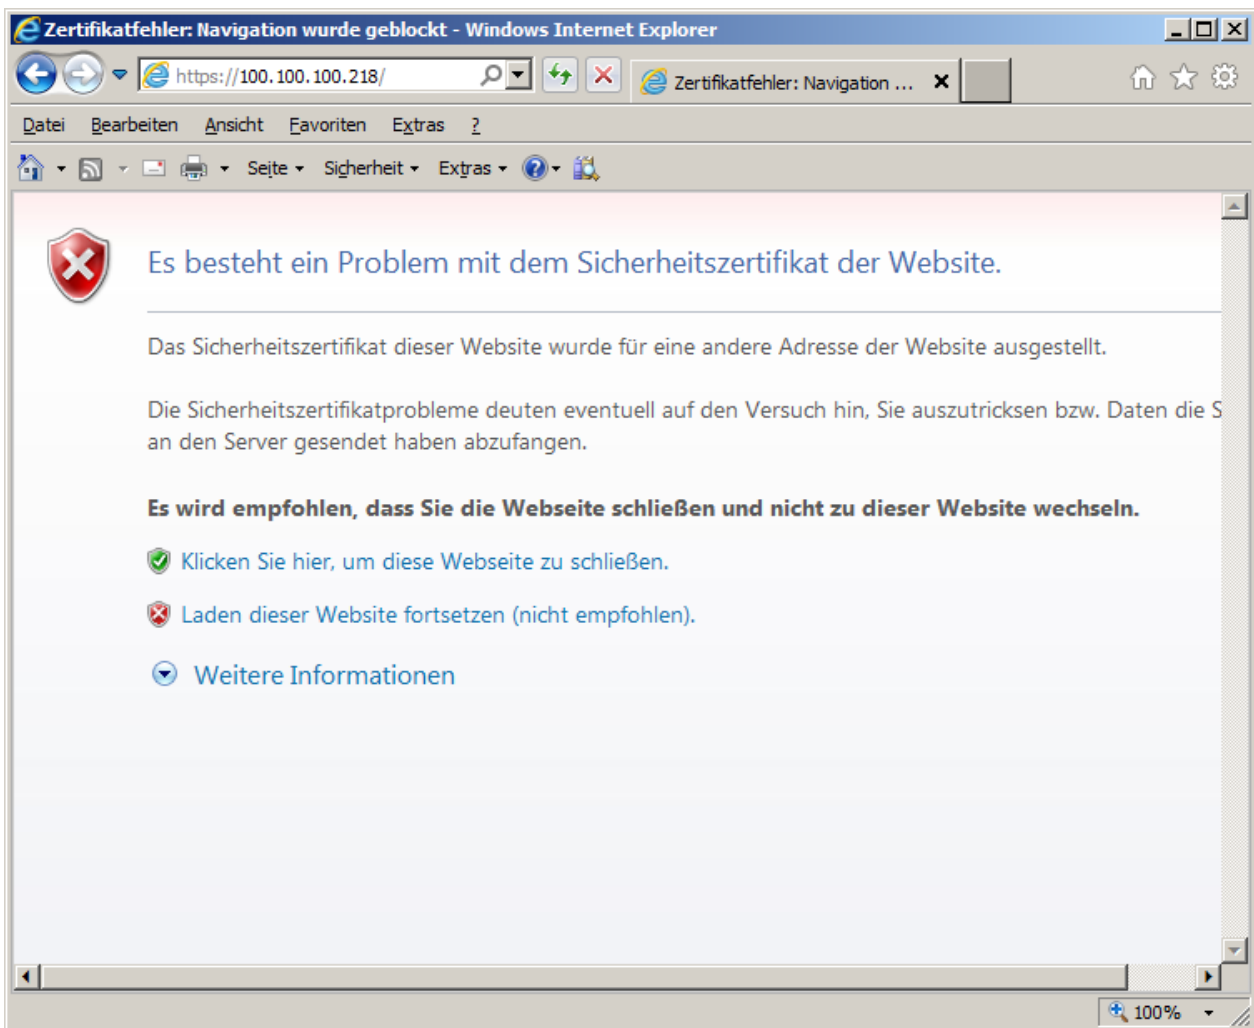 Zertifikatfehler: Navigation wurde geblockt - Windows Internet Explorer
https://100.100.100.218/
Zertifikatfehler: Navigation ...
Datei Bearbeiten Ansicht Favoriten Extras ?
Seite Sicherheit Extras
Es besteht ein Problem mit dem Sicherheitszertifikat der Website.
Das Sicherheitszertifikat dieser Website wurde für eine andere Adresse der Website ausgestellt.
Die Sicherheitszertifikatprobleme deuten eventuell auf den Versuch hin, Sie auszutricksen bzw. Daten die S
an den Server gesendet haben abzufangen.
Es wird empfohlen, dass Sie die Webseite schließen und nicht zu dieser Website wechseln.
Klicken Sie hier, um diese Webseite zu schließen.
Laden dieser Website fortsetzen (nicht empfohlen).
Weitere Informationen
100%